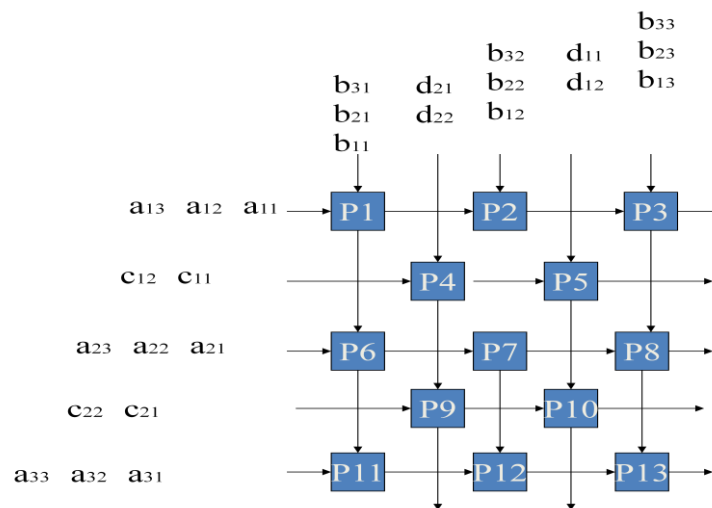 b33
b32 d11 b23
b31 d21 b22 d12 b13
b21 d22 b12
b11
a13 a12 a11 P1 P2 P3
c12 c11 P4 P5
a23 a22 a21 P6 P7 P8
c22 c21 P9 P10
a33 a32 a31 P11 P12 P13